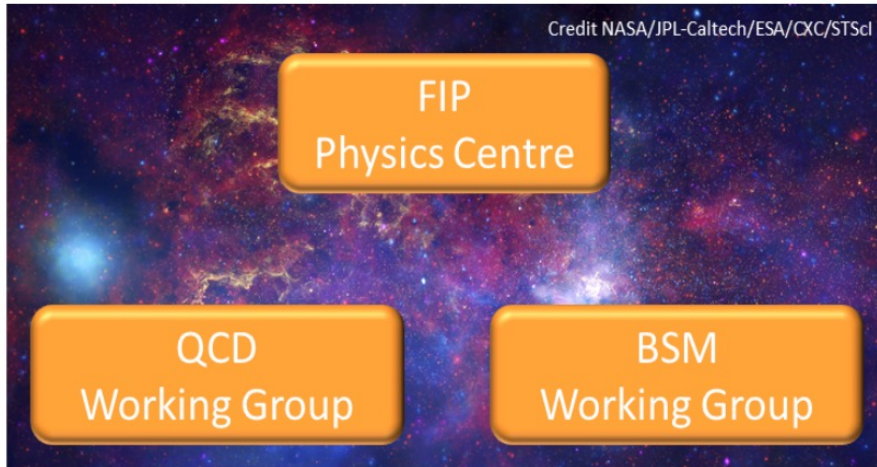 Credit NASA/JPL-Caltech/ESA/CXC/STScI
FIP
Physics Centre
QCD
Working Group
BSM
Working Group